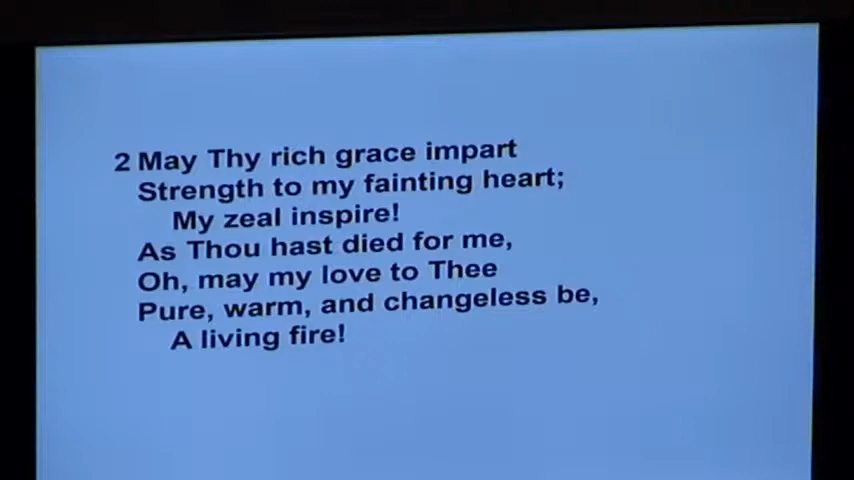 2 May Thy rich grace impart
Strength to my fainting heart;
My zeal inspire!
As Thou hast died for me,
Oh, may my love to Thee
Pure, warm, and changeless be,
A living fire!